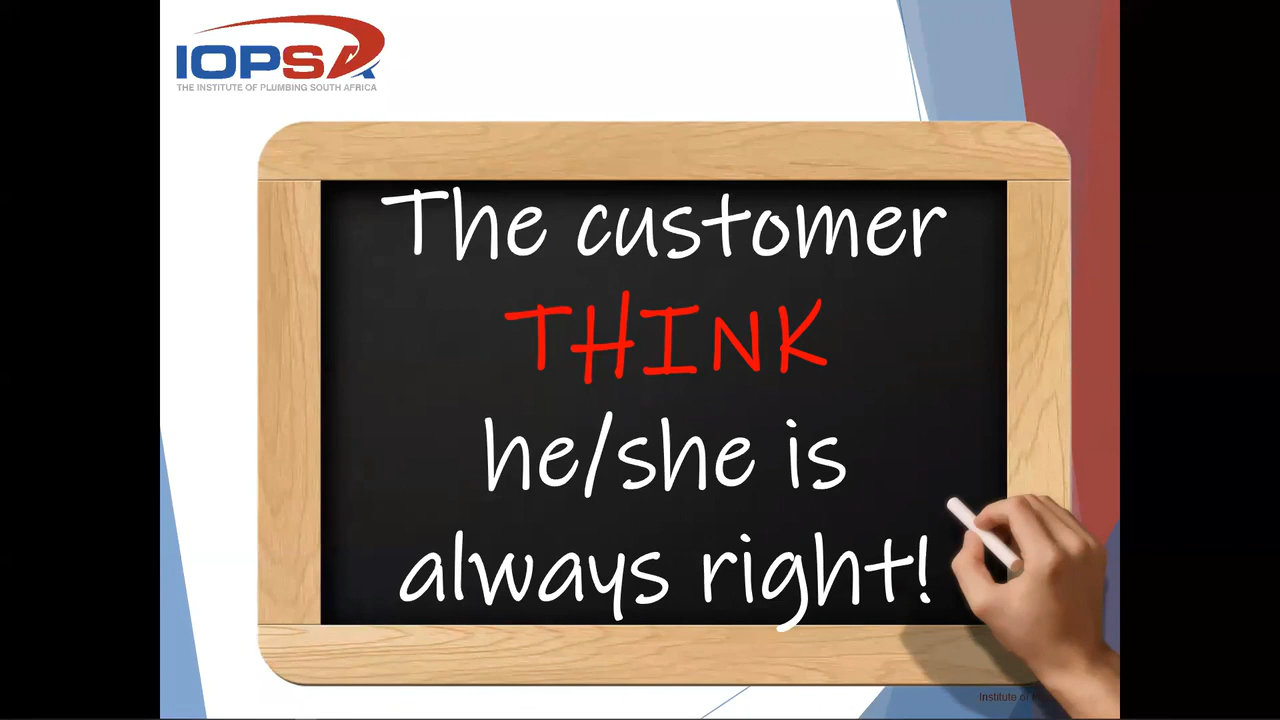 IOPSA
THE INSTITUTE OF PLUMBING SOUTH AFRICA
The customer
THINK
he/she is
always right!
Institute of